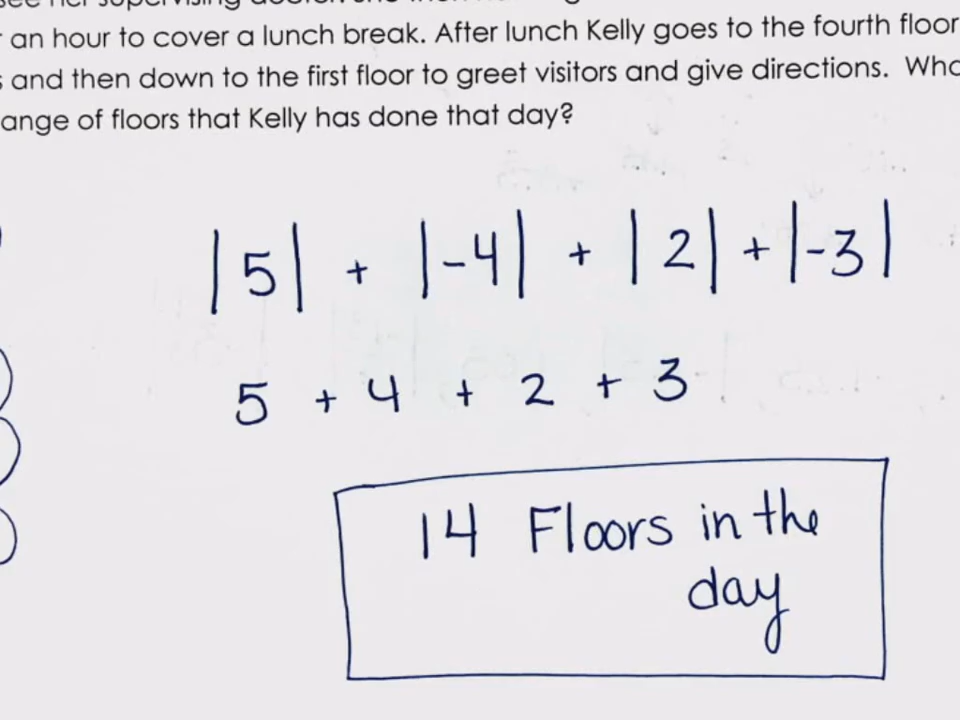 an hour to cover a lunch break. After lunch Kelly goes to the fourth floor
and then down to the first floor to greet visitors and give directions.
of floors that Kelly has done that day?
|5| + |-4| + |2| + |-3|
5 + 4 + 2 + 3
14 Floors in the
day